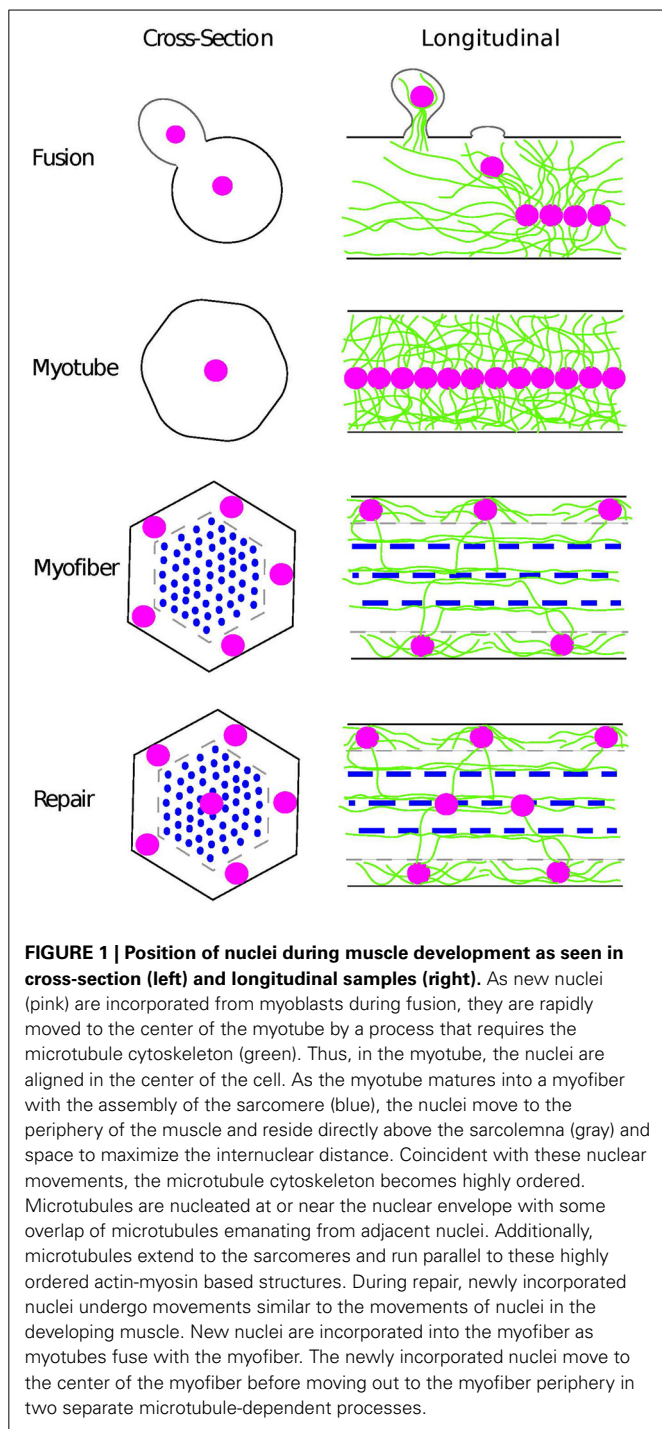 Cross-Section
Longitudinal
Fusion
Myotube
Myofiber
Repair
FIGURE 1 | Position of nuclei during muscle development as seen in
cross-section (left) and longitudinal samples (right). As new nuclei
(pink) are incorporated from myoblasts during fusion, they are rapidly
moved to the center of the myotube by a process that requires the
microtubule cytoskeleton (green). Thus, in the myotube, the nuclei are
aligned in the center of the cell. As the myotube matures into a myofiber
with the assembly of the sarcomere (blue), the nuclei move to the
periphery of the muscle and reside directly above the sarcolemna (gray) and
space to maximize the internuclear distance. Coincident with these nuclear
movements, the microtubule cytoskeleton becomes highly ordered.
Microtubules are nucleated at or near the nuclear envelope with some
overlap of microtubules emanating from adjacent nuclei. Additionally,
microtubules extend to the sarcomeres and run parallel to these highly
ordered actin-myosin based structures. During repair, newly incorporated
nuclei undergo movements similar to the movements of nuclei in the
developing muscle. New nuclei are incorporated into the myofiber as
myotubes fuse with the myofiber. The newly incorporated nuclei move to
the center of the myofiber before moving out to the myofiber periphery in
two separate microtubule-dependent processes.